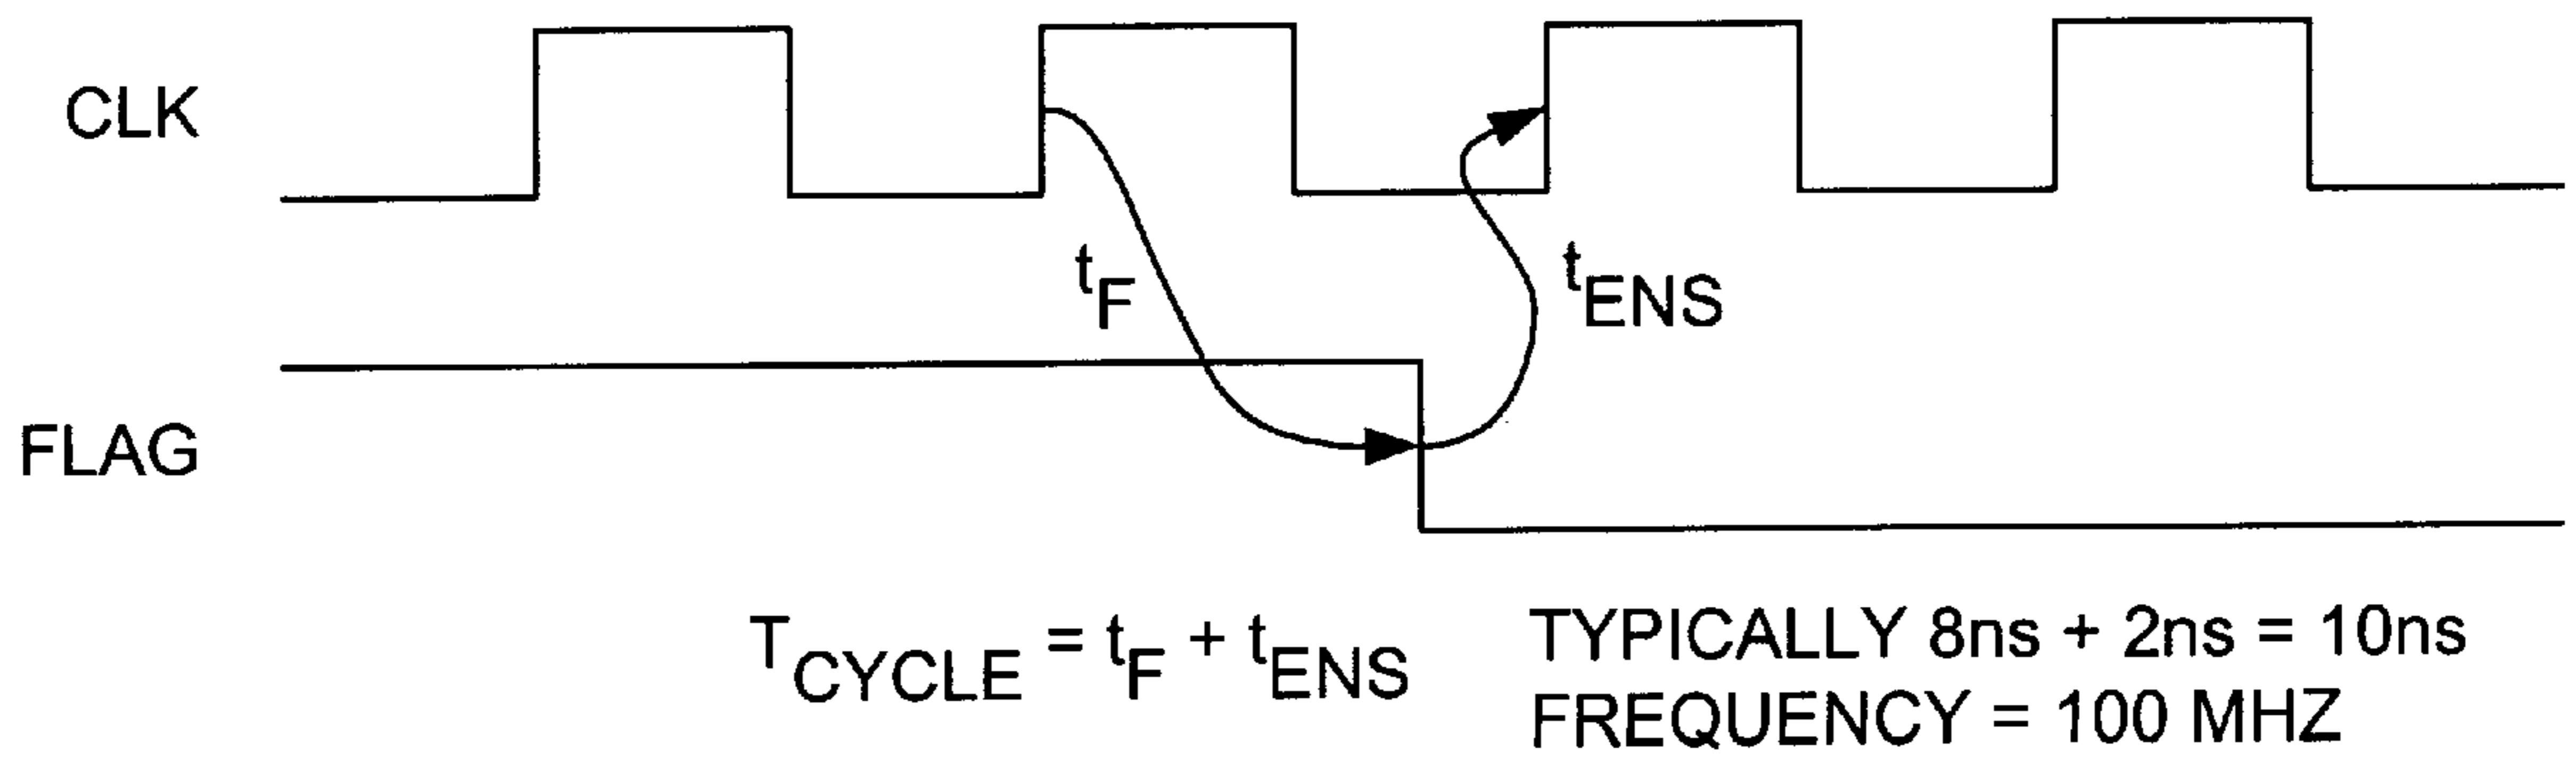 CLK
tF
tENS
FLAG
TCYCLE = tF + tENS
TYPICALLY 8ns + 2ns = 10ns
FREQUENCY = 100 MHZ